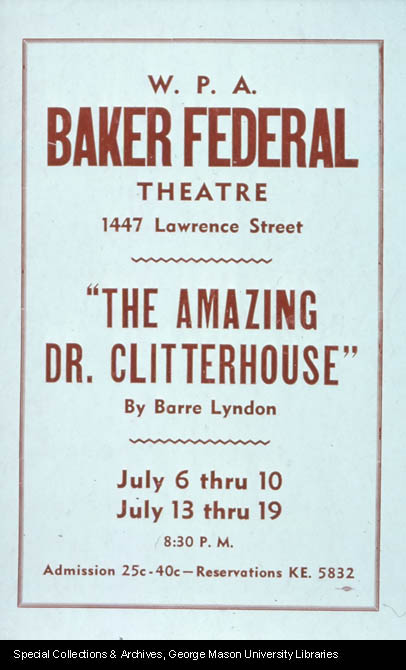 W. P. A.
BAKER FEDERAL
THEATRE
1447 Lawrence Street
"THE AMAZING
DR. CLITTERHOUSE"
By Barre Lyndon
July 6 thru 10
July 13 thru 19
8:30 P. M.
Admission 25c-40c—Reservations KE. 5832
Special Collections & Archives, George Mason University Libraries